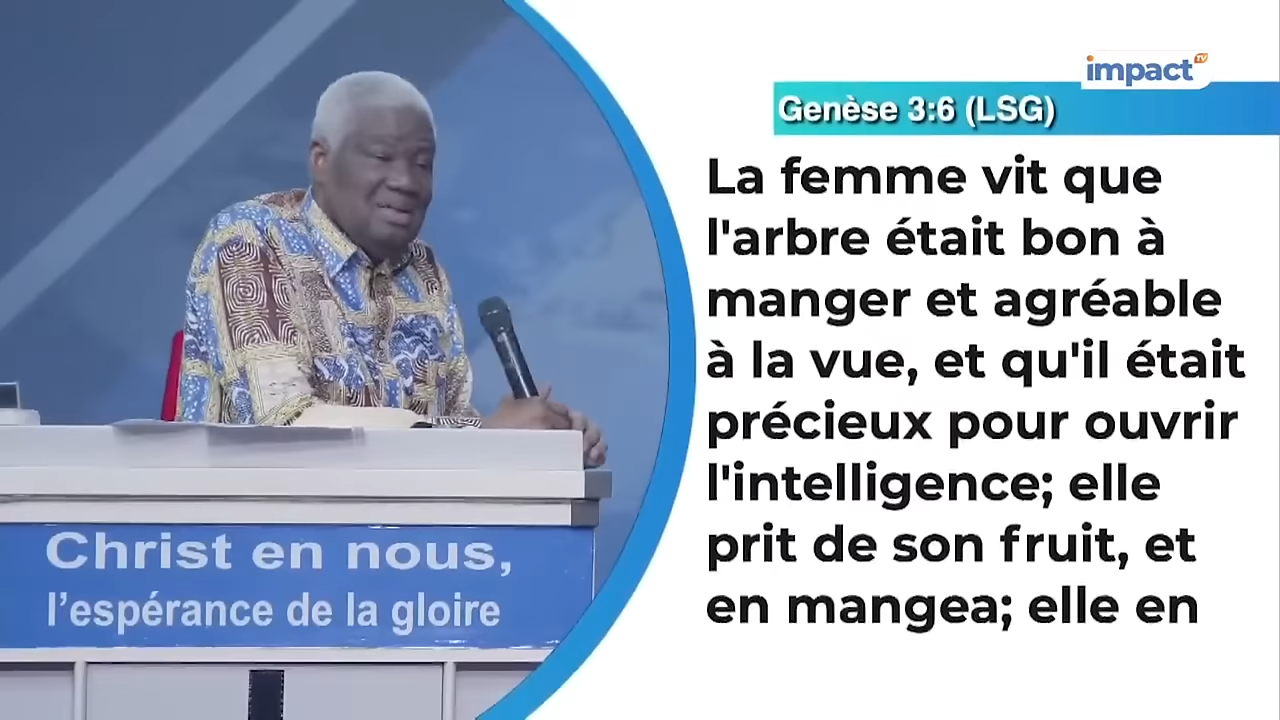 impact TV
Genèse 3:6 (LSG)
La femme vit que
l'arbre était bon à
manger et agréable
à la vue, et qu'il était
précieux pour ouvrir
l'intelligence; elle
prit de son fruit, et
en mangea; elle en
Christ en nous,
l’espérance de la gloire